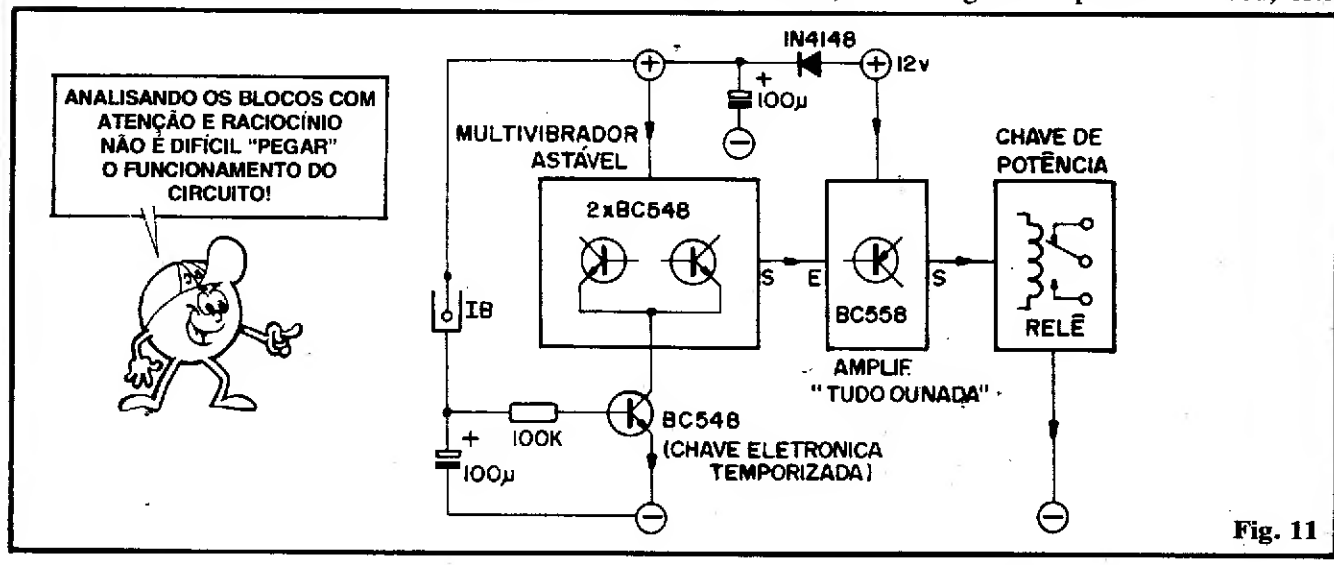 ANALISANDO OS BLOCOS COM
ATENÇÃO E RACIOCÍNIO
NÃO É DIFÍCIL "PEGAR"
O FUNCIONAMENTO DO
CIRCUITO!
1N4148
+
+
12v
+
100µ
−
MULTIVIBRADOR
ASTÁVEL
CHAVE DE
POTÊNCIA
2xBC548
IB
S
E
S
BC558
RELÊ
AMPLIF.
"TUDO OU NADA"
100K
BC548
+
100µ
(CHAVE ELETRONICA
TEMPORIZADA)
−
−
Fig. 11